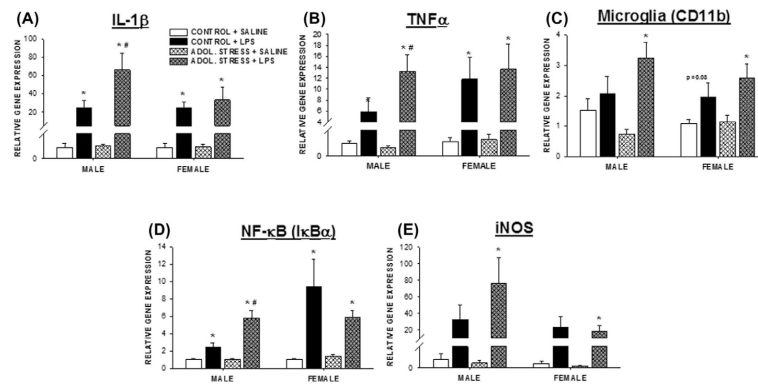 (A)
IL-1β
CONTROL + SALINE
CONTROL + LPS
ADOL. STRESS + SALINE
ADOL. STRESS + LPS
RELATIVE GENE EXPRESSION
100
80
60
40
20
2
0
*
* #
*
*
MALE
FEMALE
(B)
TNFα
RELATIVE GENE EXPRESSION
20
18
16
14
12
10
8
6
4
2
0
*
* #
*
*
MALE
FEMALE
(C)
Microglia (CD11b)
RELATIVE GENE EXPRESSION
4
3
2
1
0
*
p = 0.08
*
MALE
FEMALE
(D)
NF-κB (IκBα)
RELATIVE GENE EXPRESSION
14
12
10
8
6
4
2
0
*
* #
*
*
MALE
FEMALE
(E)
iNOS
RELATIVE GENE EXPRESSION
120
100
80
60
40
20
2
0
*
*
MALE
FEMALE